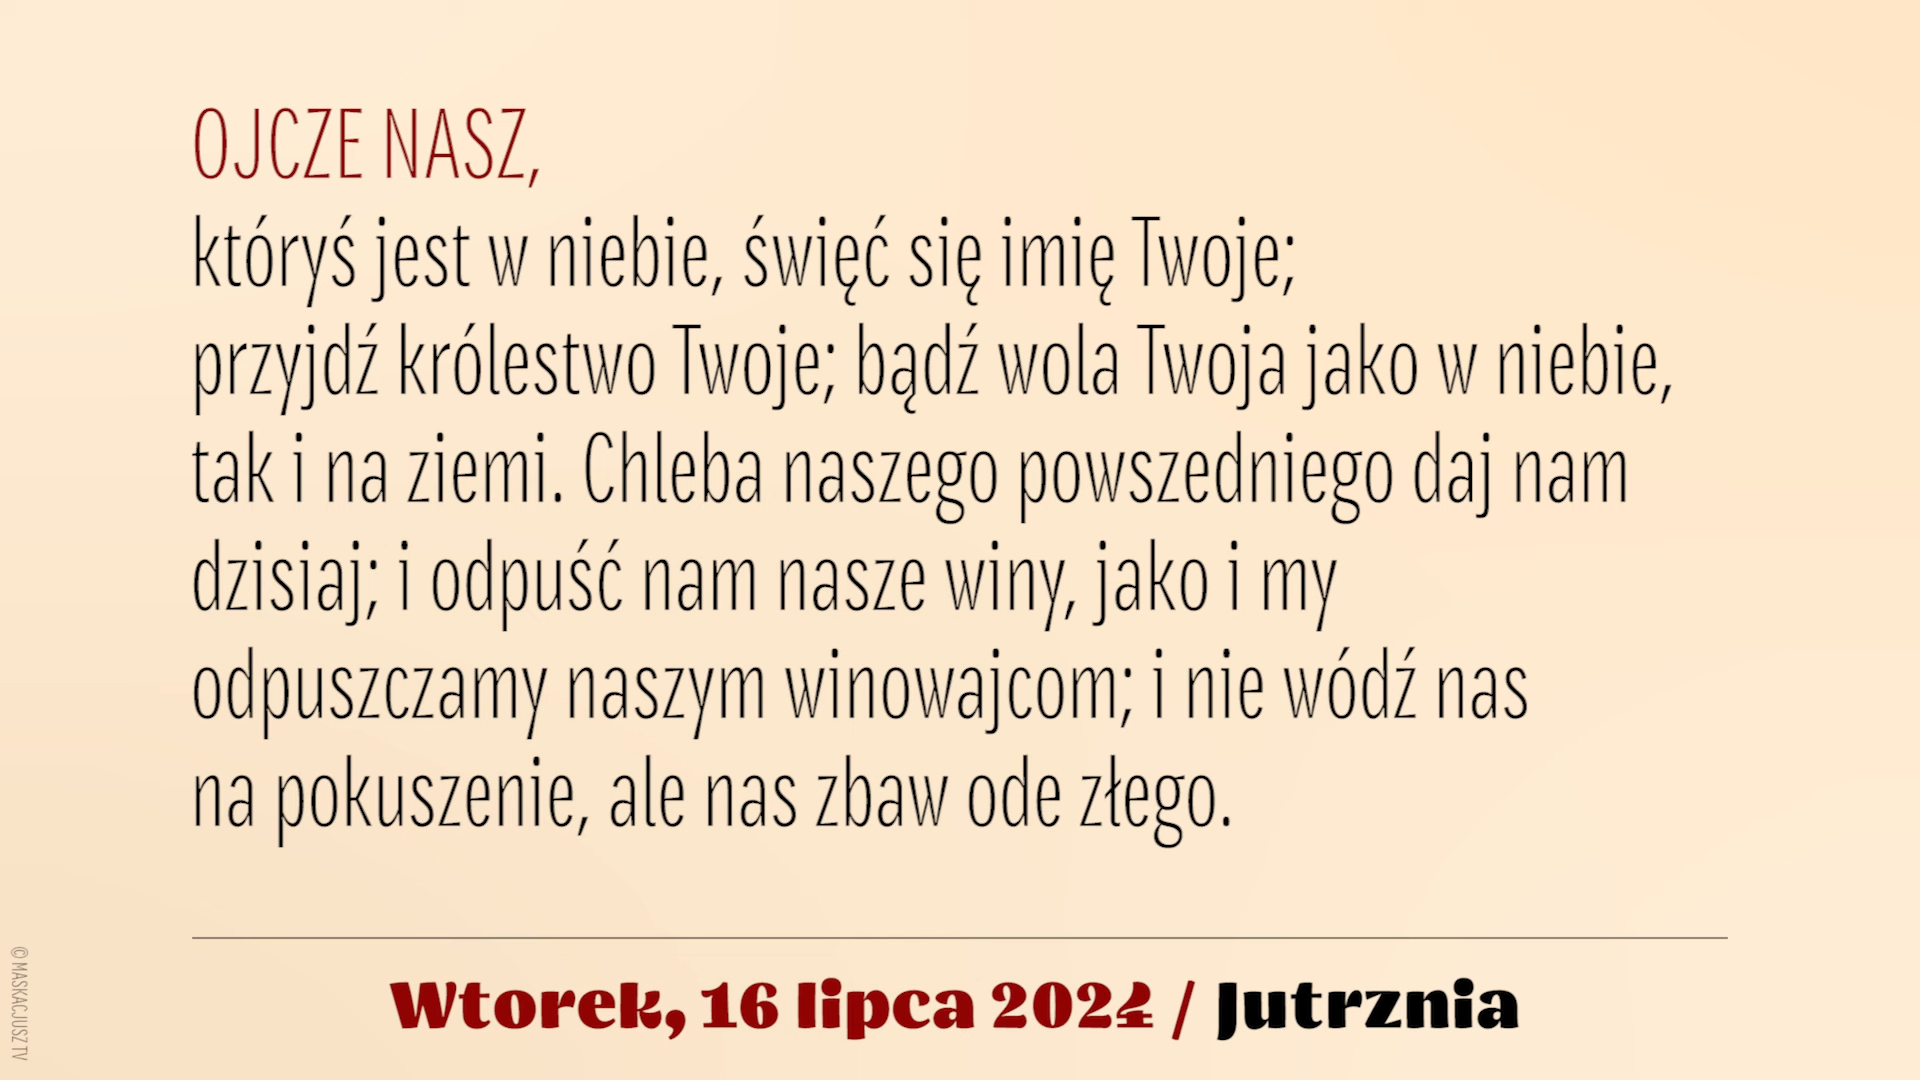 OJCZE NASZ,
któryś jest w niebie, święć się imię Twoje;
przyjdź królestwo Twoje; bądź wola Twoja jako w niebie,
tak i na ziemi. Chleba naszego powszedniego daj nam
dzisiaj; i odpuść nam nasze winy, jako i my
odpuszczamy naszym winowajcom; i nie wódź nas
na pokuszenie, ale nas zbaw ode złego.
Wtorek, 16 lipca 2024 / Jutrznia
© MASKACJUSZ TV